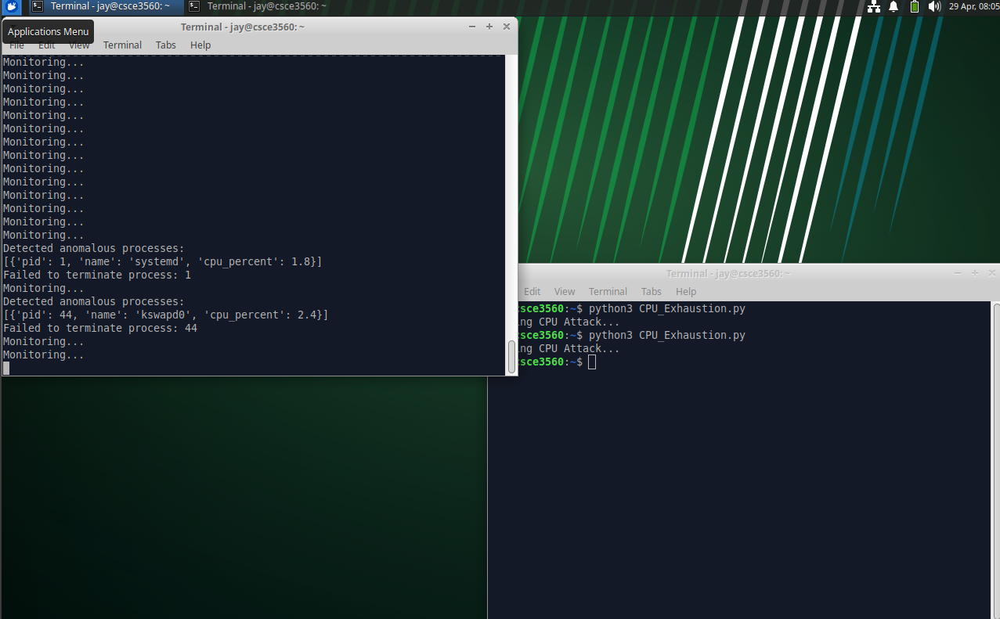 Terminal - jay@csce3560: ~
Terminal - jay@csce3560: ~
29 Apr, 08:05
Applications Menu
Terminal - jay@csce3560: ~
File Edit View Terminal Tabs Help
Monitoring...
Monitoring...
Monitoring...
Monitoring...
Monitoring...
Monitoring...
Monitoring...
Monitoring...
Monitoring...
Monitoring...
Monitoring...
Monitoring...
Monitoring...
Monitoring...
Detected anomalous processes:
[{'pid': 1, 'name': 'systemd', 'cpu_percent': 1.8}]
Failed to terminate process: 1
Monitoring...
Detected anomalous processes:
[{'pid': 44, 'name': 'kswapd0', 'cpu_percent': 2.4}]
Failed to terminate process: 44
Monitoring...
Monitoring...
Terminal - jay@csce3560: ~
Edit View Terminal Tabs Help
csce3560:~$ python3 CPU_Exhaustion.py
ing CPU Attack...
csce3560:~$ python3 CPU_Exhaustion.py
ing CPU Attack...
csce3560:~$